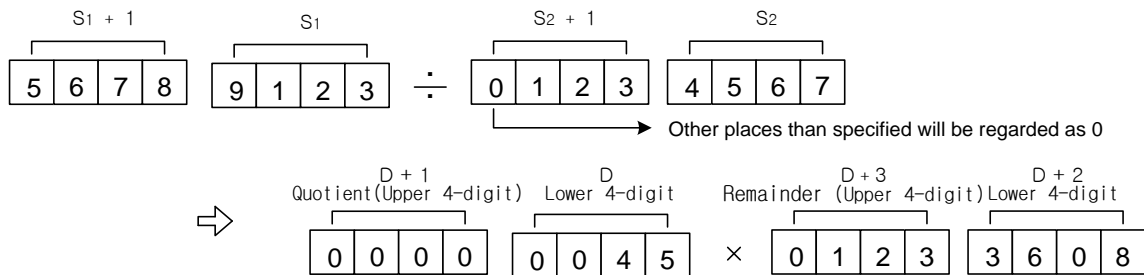 S1 + 1 S1 S2 + 1 S2
5 6 7 8 9 1 2 3 ÷ 0 1 2 3 4 5 6 7
Other places than specified will be regarded as 0
D + 1 D D + 3 D + 2
Quotient(Upper 4-digit) Lower 4-digit Remainder (Upper 4-digit) Lower 4-digit
0 0 0 0 0 0 4 5 × 0 1 2 3 3 6 0 8